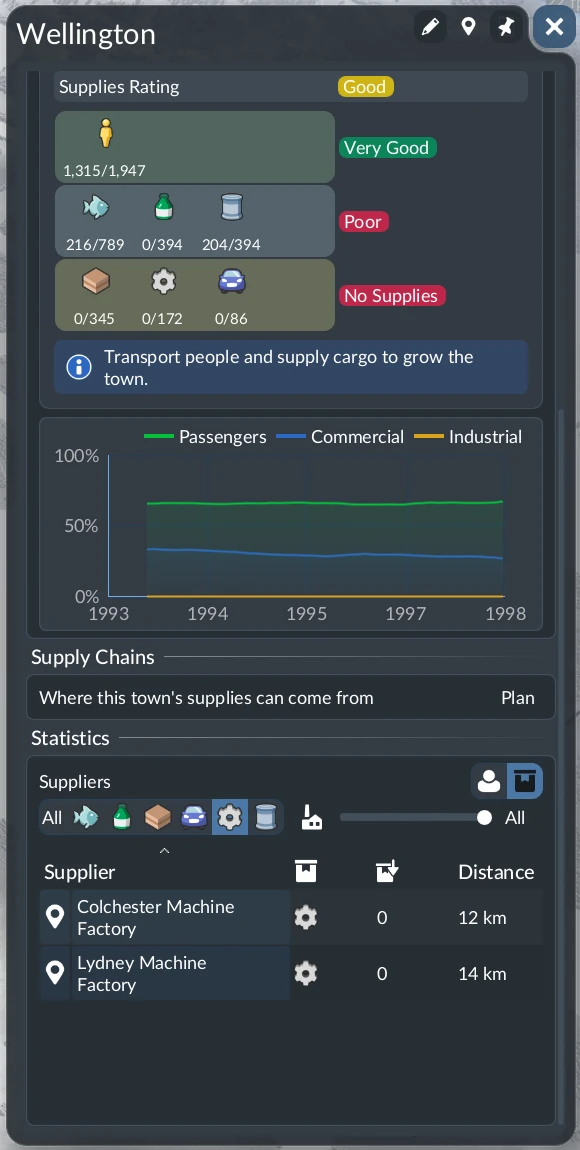 Wellington
Supplies Rating Good
1,315/1,947 Very Good
216/789 0/394 204/394 Poor
0/345 0/172 0/86 No Supplies
Transport people and supply cargo to grow the
town.
Passengers Commercial Industrial
100%
50%
0%
1993 1994 1995 1997 1998
Supply Chains
Where this town's supplies can come from Plan
Statistics
Suppliers
All All
Supplier Distance
Colchester Machine
Factory 0 12 km
Lydney Machine
Factory 0 14 km